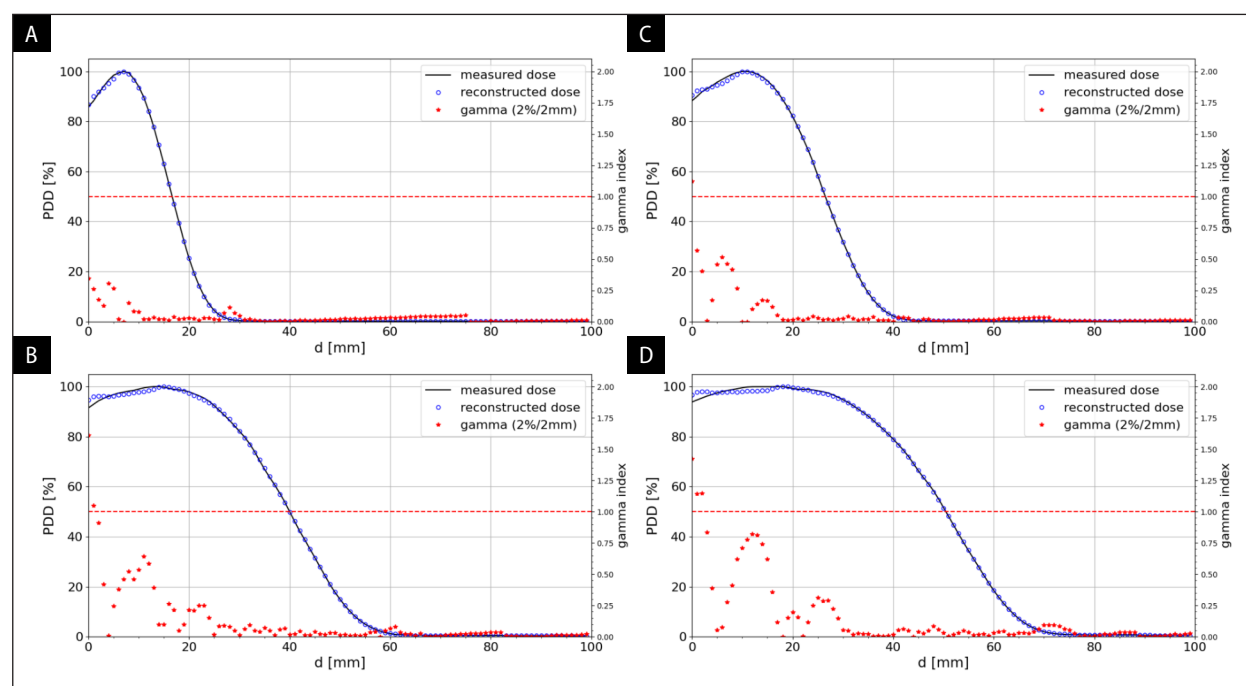 A
100
80
60
40
20
0
PDD [%]
measured dose
reconstructed dose
gamma (2%/2mm)
2.00
1.75
1.50
1.25
1.00
0.75
0.50
0.25
0.00
gamma index
0 20 40 60 80 100
d [mm]
B
100
80
60
40
20
0
PDD [%]
measured dose
reconstructed dose
gamma (2%/2mm)
2.00
1.75
1.50
1.25
1.00
0.75
0.50
0.25
0.00
gamma index
0 20 40 60 80 100
d [mm]
C
100
80
60
40
20
0
PDD [%]
measured dose
reconstructed dose
gamma (2%/2mm)
2.00
1.75
1.50
1.25
1.00
0.75
0.50
0.25
0.00
gamma index
0 20 40 60 80 100
d [mm]
D
100
80
60
40
20
0
PDD [%]
measured dose
reconstructed dose
gamma (2%/2mm)
2.00
1.75
1.50
1.25
1.00
0.75
0.50
0.25
0.00
gamma index
0 20 40 60 80 100
d [mm]